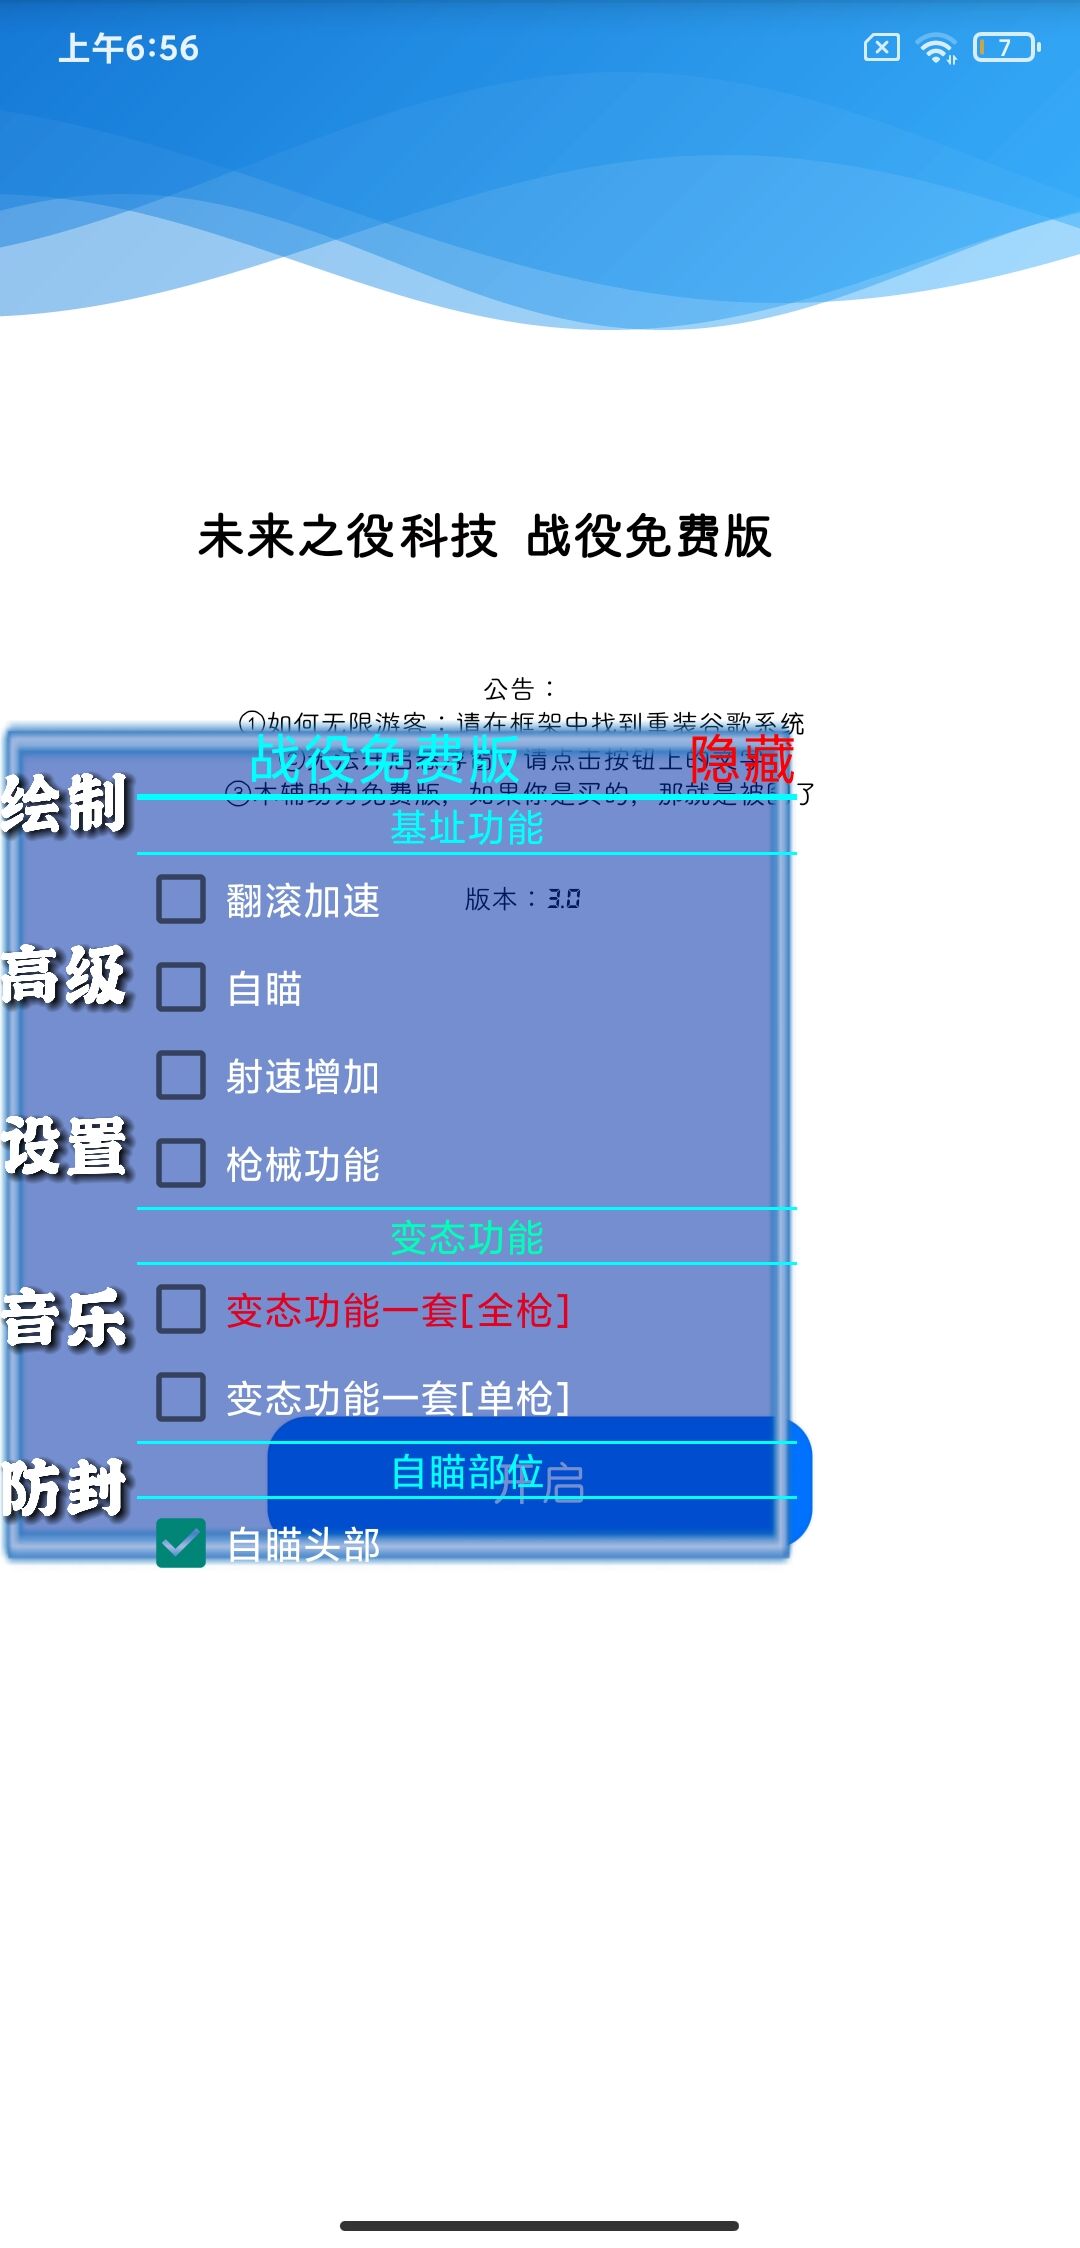 上午6:56
7
未来之役科技 战役免费版
公告：
①如何无限游客：请在框架中找到重装谷歌系统
战役免费版
隐藏
请点击按钮上的文字
③本辅助为免费版，如果你是买的，那就是被
了
绘制
基址功能
翻滚加速
版本：3.0
高级
自瞄
射速增加
设置
枪械功能
变态功能
音乐
变态功能一套[全枪]
变态功能一套[单枪]
自瞄部位
开启
防封
自瞄头部